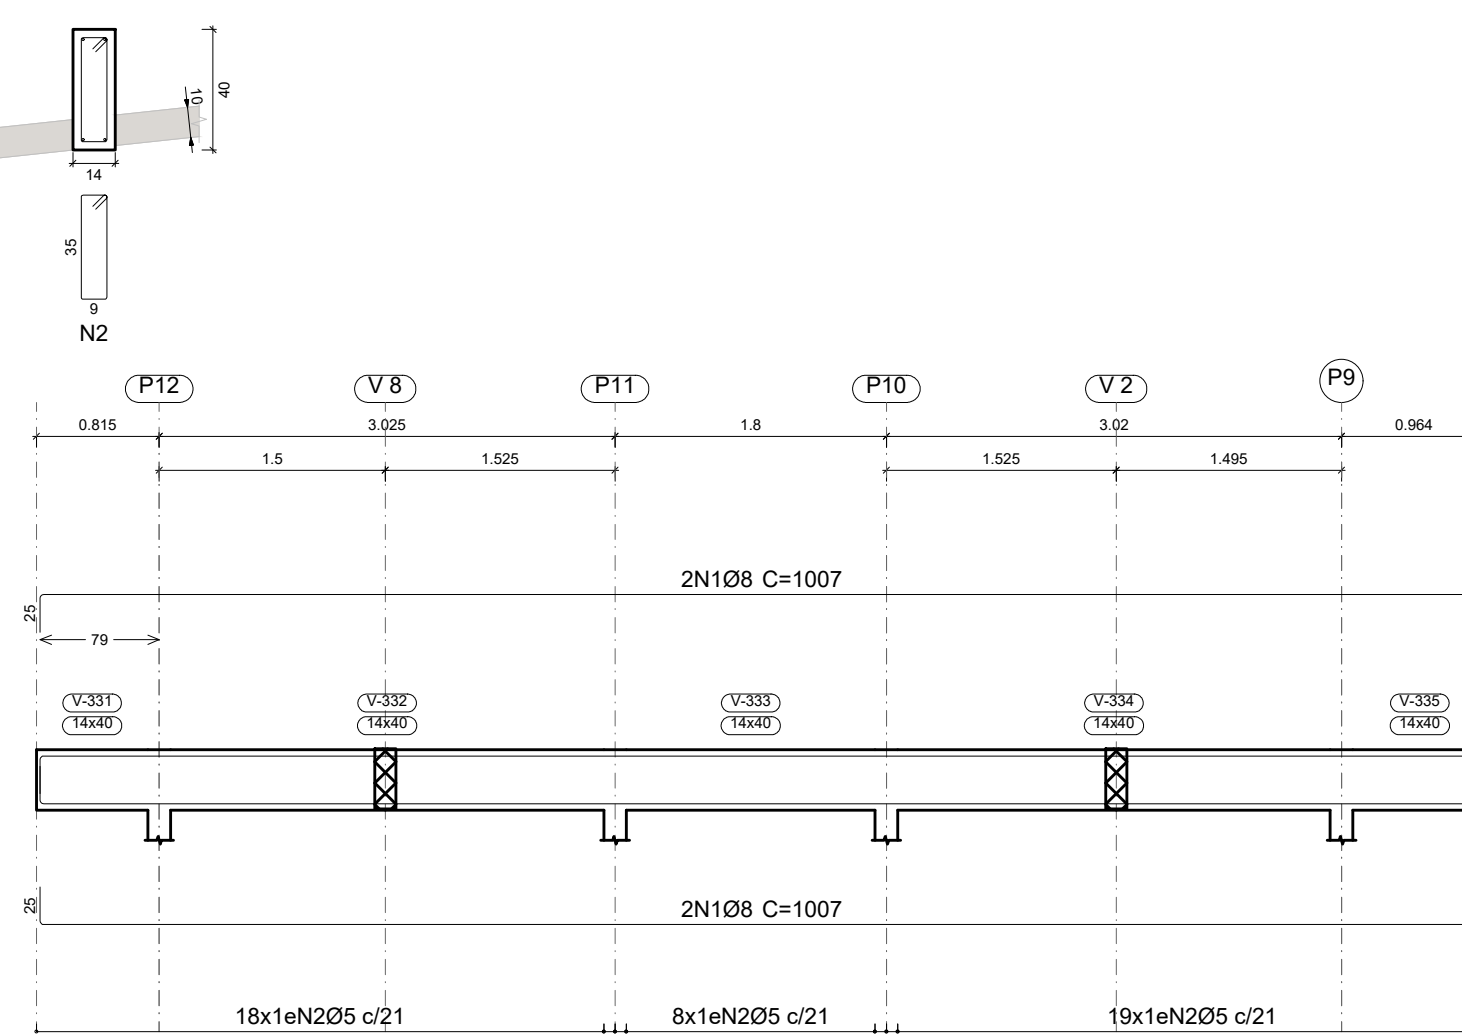 10
40
14
35
9
N2
P12 V 8 P11 P10 V 2 P9
0.815 3.025 1.8 3.02 0.964
1.5 1.525 1.525 1.495
2N1Ø8 C=1007
25
79
V-331 V-332 V-333 V-334 V-335
14x40 14x40 14x40 14x40 14x40
25
2N1Ø8 C=1007
18x1eN2Ø5 c/21 8x1eN2Ø5 c/21 19x1eN2Ø5 c/21